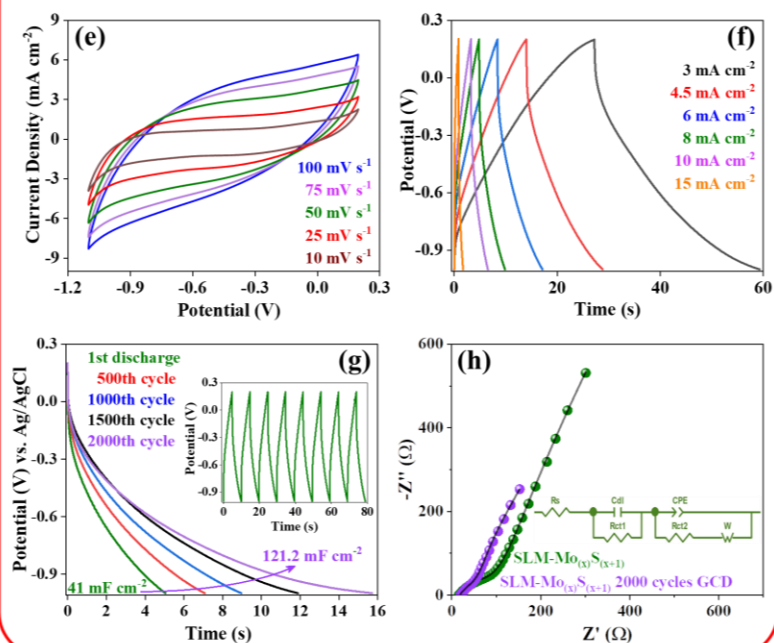 (e)
Current Density (mA cm⁻²)
9
6
3
0
-3
-6
-9
100 mV s⁻¹
75 mV s⁻¹
50 mV s⁻¹
25 mV s⁻¹
10 mV s⁻¹
-1.2 -0.9 -0.6 -0.3 0.0 0.3
Potential (V)
(f)
Potential (V)
0.3
0.0
-0.3
-0.6
-0.9
3 mA cm⁻²
4.5 mA cm⁻²
6 mA cm⁻²
8 mA cm⁻²
10 mA cm⁻²
15 mA cm⁻²
0 20 40 60
Time (s)
(g)
Potential (V) vs. Ag/AgCl
0.3
0.0
-0.3
-0.6
-0.9
1st discharge
500th cycle
1000th cycle
1500th cycle
2000th cycle
Potential (V)
0.3
0.0
-0.3
-0.6
-0.9
0 20 40 60 80
Time (s)
121.2 mF cm⁻²
41 mF cm⁻²
0 2 4 6 8 10 12 14 16
Time (s)
(h)
-Z'' (Ω)
600
400
200
0
Rs Cdl CPE
Rct1 Rct2 W
SLM-Mo(x)S(x+1)
SLM-Mo(x)S(x+1) 2000 cycles GCD
0 200 400 600
Z' (Ω)